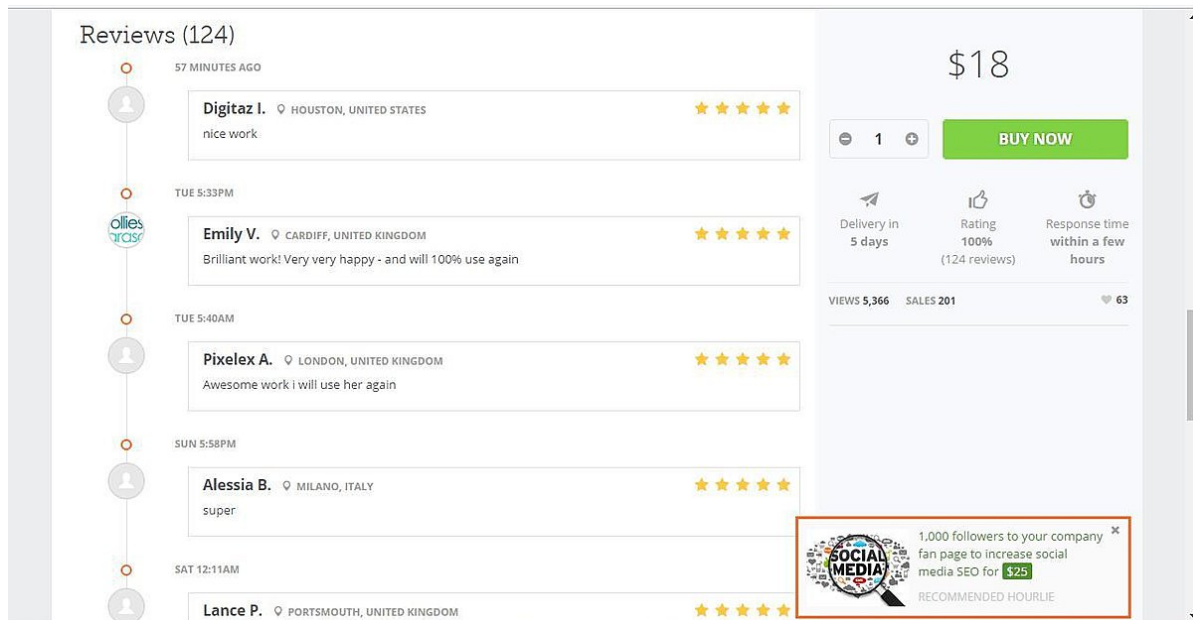 Reviews (124)
57 MINUTES AGO
Digitaz I. HOUSTON, UNITED STATES
nice work
TUE 5:33PM
ollies
Emily V. CARDIFF, UNITED KINGDOM
Brilliant work! Very very happy - and will 100% use again
TUE 5:40AM
Pixelex A. LONDON, UNITED KINGDOM
Awesome work i will use her again
SUN 5:58PM
Alessia B. MILANO, ITALY
super
SAT 12:11AM
Lance P. PORTSMOUTH, UNITED KINGDOM
$18
1 BUY NOW
Delivery in
5 days
Rating
100%
(124 reviews)
Response time
within a few
hours
VIEWS 5,366 SALES 201 63
SOCIAL
MEDIA
1,000 followers to your company
fan page to increase social
media SEO for $25
RECOMMENDED HOURLIE